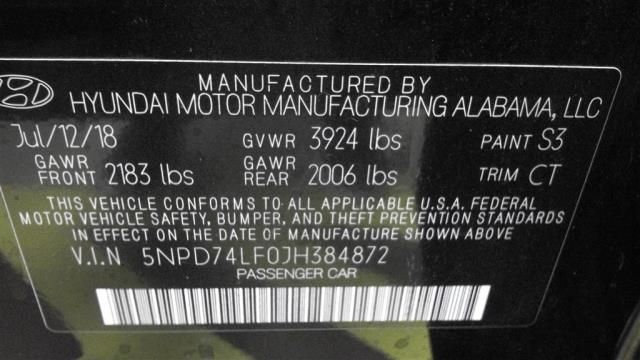 MANUFACTURED BY
HYUNDAI MOTOR MANUFACTURING ALABAMA, LLC
Jul/12/18 GVWR 3924 lbs PAINT S3
GAWR FRONT 2183 lbs GAWR REAR 2006 lbs TRIM CT
THIS VEHICLE CONFORMS TO ALL APPLICABLE U.S.A. FEDERAL
MOTOR VEHICLE SAFETY, BUMPER, AND THEFT PREVENTION STANDARDS
IN EFFECT ON THE DATE OF MANUFACTURE SHOWN ABOVE
V.I.N 5NPD74LF0JH384872
PASSENGER CAR